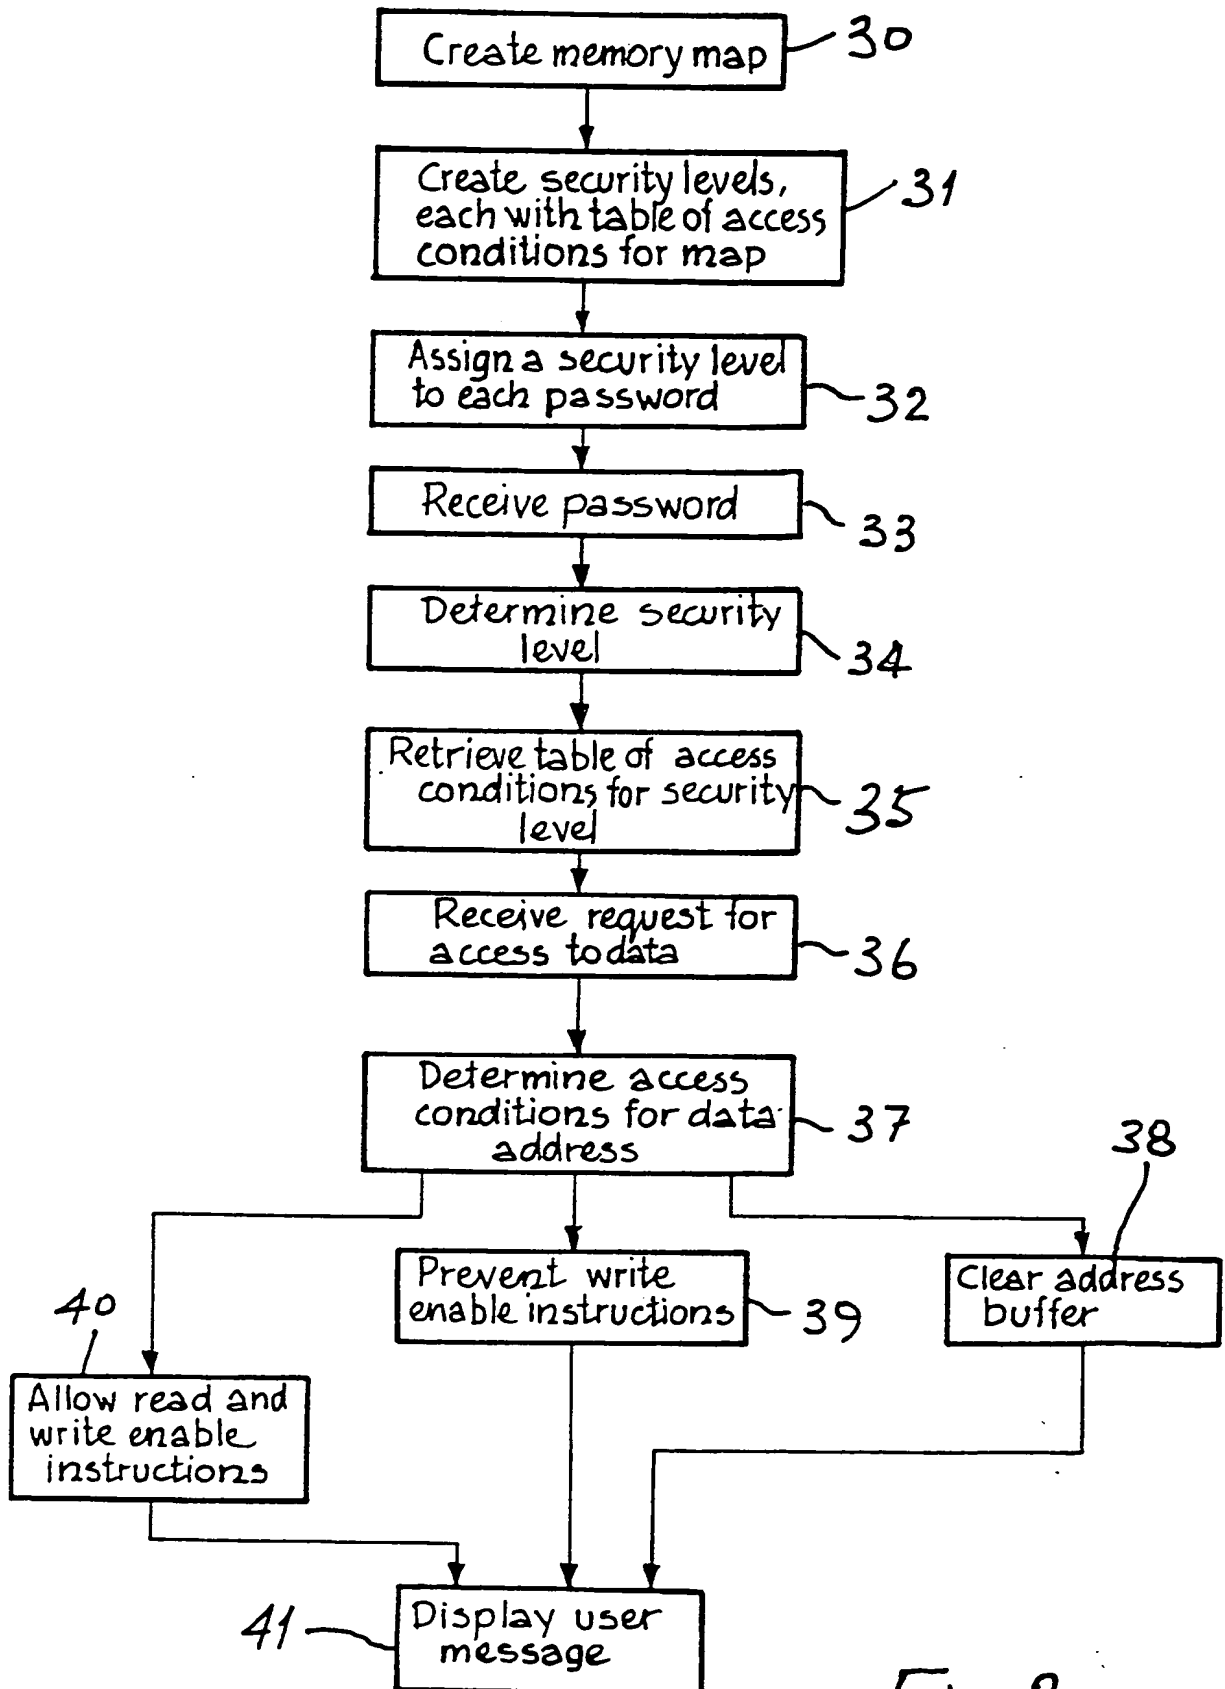 Create memory map
30
Create security levels,
each with table of access
conditions for map
31
Assign a security level
to each password
32
Receive password
33
Determine security
level
34
Retrieve table of access
conditions for security
level
35
Receive request for
access to data
36
Determine access
conditions for data
address
37
38
Prevent write
enable instructions
39
Clear address
buffer
40
Allow read and
write enable
instructions
41
Display user
message